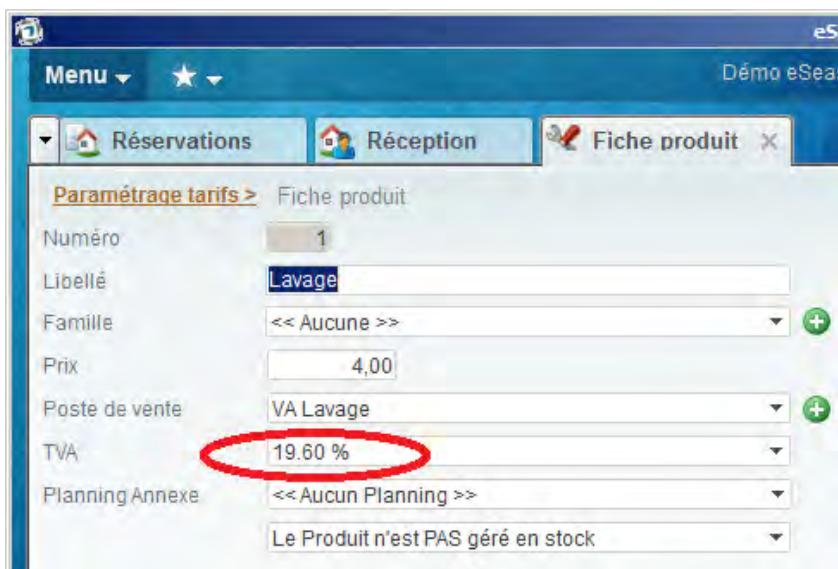 eS
Menu
Démo eSeas
Réservations Réception Fiche produit
Paramétrage tarifs > Fiche produit
Numéro 1
Libellé Lavage
Famille << Aucune >>
Prix 4,00
Poste de vente VA Lavage
TVA 19.60 %
Planning Annexe << Aucun Planning >>
Le Produit n'est PAS géré en stock